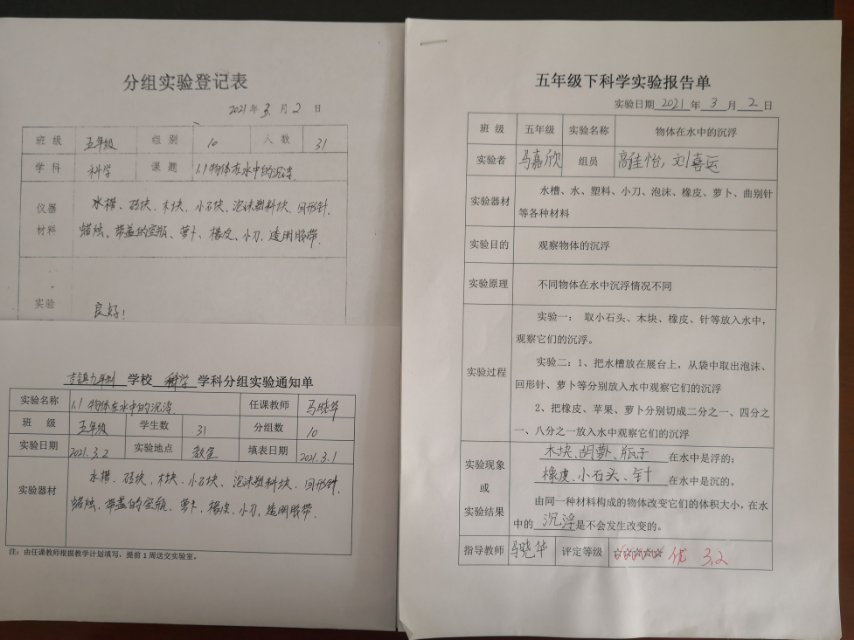 分组实验登记表
2021年 3月 2日
班级 五年级 组别 10 人数 31
学科 科学 课题 1.1物体在水中的沉浮
仪器材料 水槽、砖块、木块、小石块、泡沫塑料块、回形针、
蜡烛、带盖的空瓶、萝卜、橡皮、小刀、透明胶带.
实验
良好!
学校 科学 学科分组实验通知单
实验名称 1.1物体在水中的沉浮 任课教师 马晓华
班级 五年级 学生数 31 分组数 10
实验日期 2021.3.2 实验地点 教室 填表日期 2021.3.1
实验器材 水槽、砖块、木块、小石块、泡沫塑料块、回形针、
蜡烛、带盖的空瓶、萝卜、橡皮、小刀、透明胶带.
注:由任课教师根据教学计划填写,提前1周送交实验室。
五年级下科学实验报告单
实验日期 2021 年 3 月 2 日
班级 五年级 实验名称 物体在水中的沉浮
实验者 马嘉欣 组员 高佳怡,刘喜运
实验器材 水槽、水、塑料、小刀、泡沫、橡皮、萝卜、曲别针
等各种材料
实验目的 观察物体的沉浮
实验原理 不同物体在水中沉浮情况不同
实验过程 实验一: 取小石头、木块、橡皮、针等放入水中,
观察它们的沉浮。
实验二:1、把水槽放在展台上,从袋中取出泡沫、
回形针、萝卜等分别放入水中观察它们的沉浮
2、把橡皮、苹果、萝卜分别切成二分之一、四分之
一、八分之一放入水中观察它们的沉浮
实验现象或实验结果 木块、胡萝卜、瓶子 在水中是浮的;
橡皮、小石头、针 在水中是沉的。
由同一种材料构成的物体改变它们的体积大小,在水
中的 沉浮 是不会发生改变的。
指导教师 马晓华 评定等级 ☆☆☆☆☆ 优 3.2